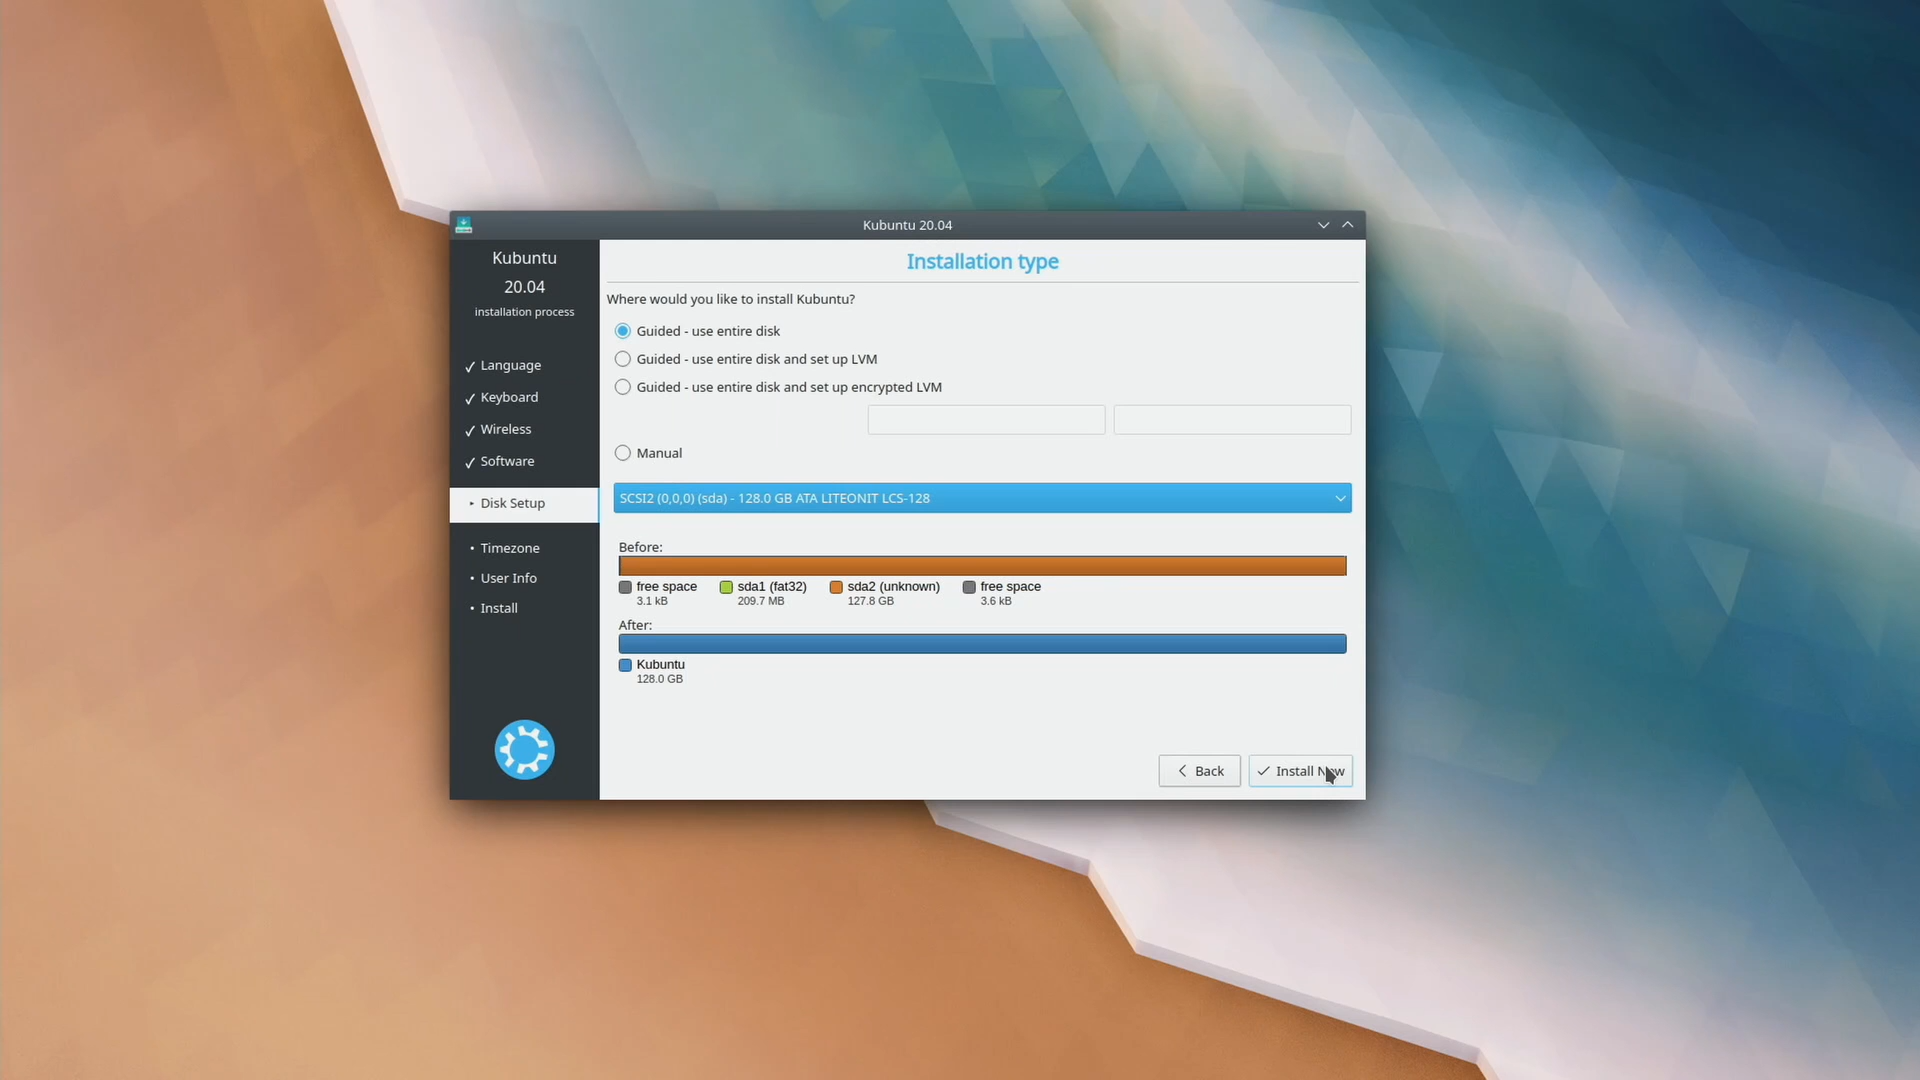 Kubuntu 20.04
Kubuntu
20.04
installation process
Language
Keyboard
Wireless
Software
Disk Setup
Timezone
User Info
Install
Installation type
Where would you like to install Kubuntu?
Guided - use entire disk
Guided - use entire disk and set up LVM
Guided - use entire disk and set up encrypted LVM
Manual
SCSI2 (0,0,0) (sda) - 128.0 GB ATA LITEONIT LCS-128
Before:
free space sda1 (fat32) sda2 (unknown) free space
3.1 kB 209.7 MB 127.8 GB 3.6 kB
After:
Kubuntu
128.0 GB
Back Install Now